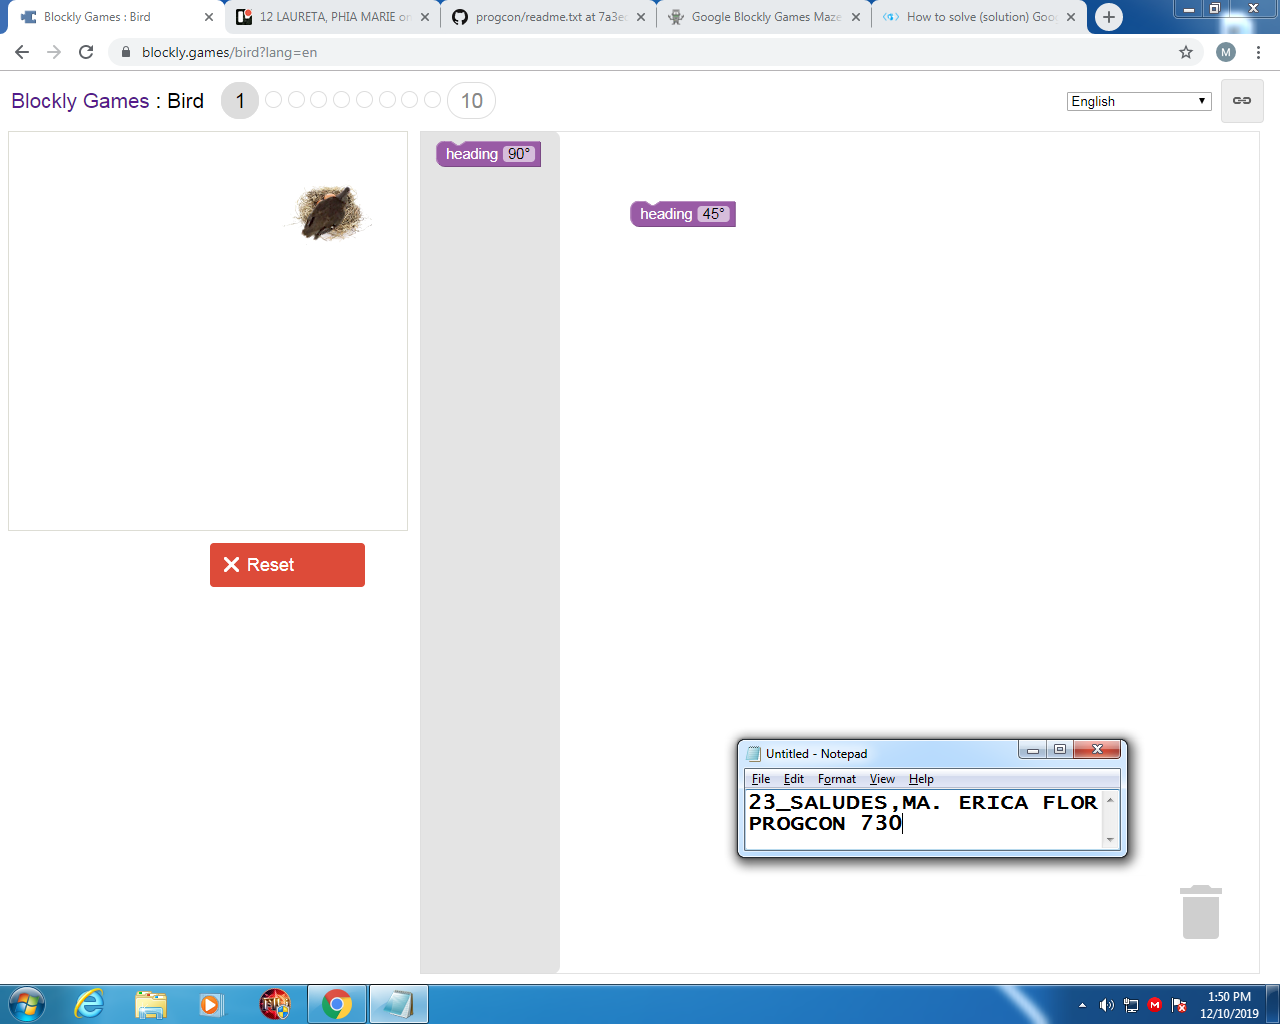 Blockly Games : Bird
12 LAURETA, PHIA MARIE on
progcon/readme.txt at 7a3e
Google Blockly Games Maze
How to solve (solution) Goo
blockly.games/bird?lang=en
M
Blockly Games : Bird
1
10
English
heading 90°
heading 45°
Reset
Untitled - Notepad
File Edit Format View Help
23_SALUDES,MA. ERICA FLOR
PROGCON 730
1:50 PM
12/10/2019